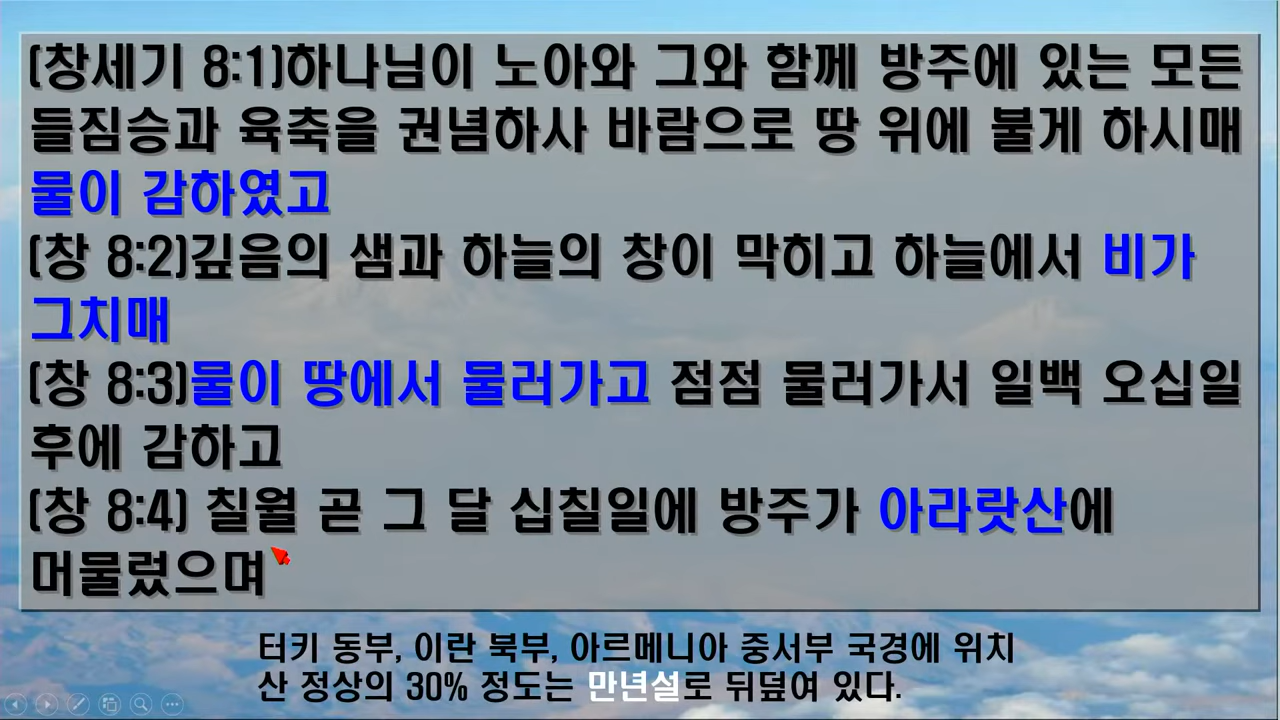 (창세기 8:1)하나님이 노아와 그와 함께 방주에 있는 모든
들짐승과 육축을 권념하사 바람으로 땅 위에 불게 하시매
물이 감하였고
(창 8:2)깊음의 샘과 하늘의 창이 막히고 하늘에서 비가
그치매
(창 8:3)물이 땅에서 물러가고 점점 물러가서 일백 오십일
후에 감하고
(창 8:4) 칠월 곧 그 달 십칠일에 방주가 아라랏산에
머물렀으며
터키 동부, 이란 북부, 아르메니아 중서부 국경에 위치
산 정상의 30% 정도는 만년설로 뒤덮여 있다.